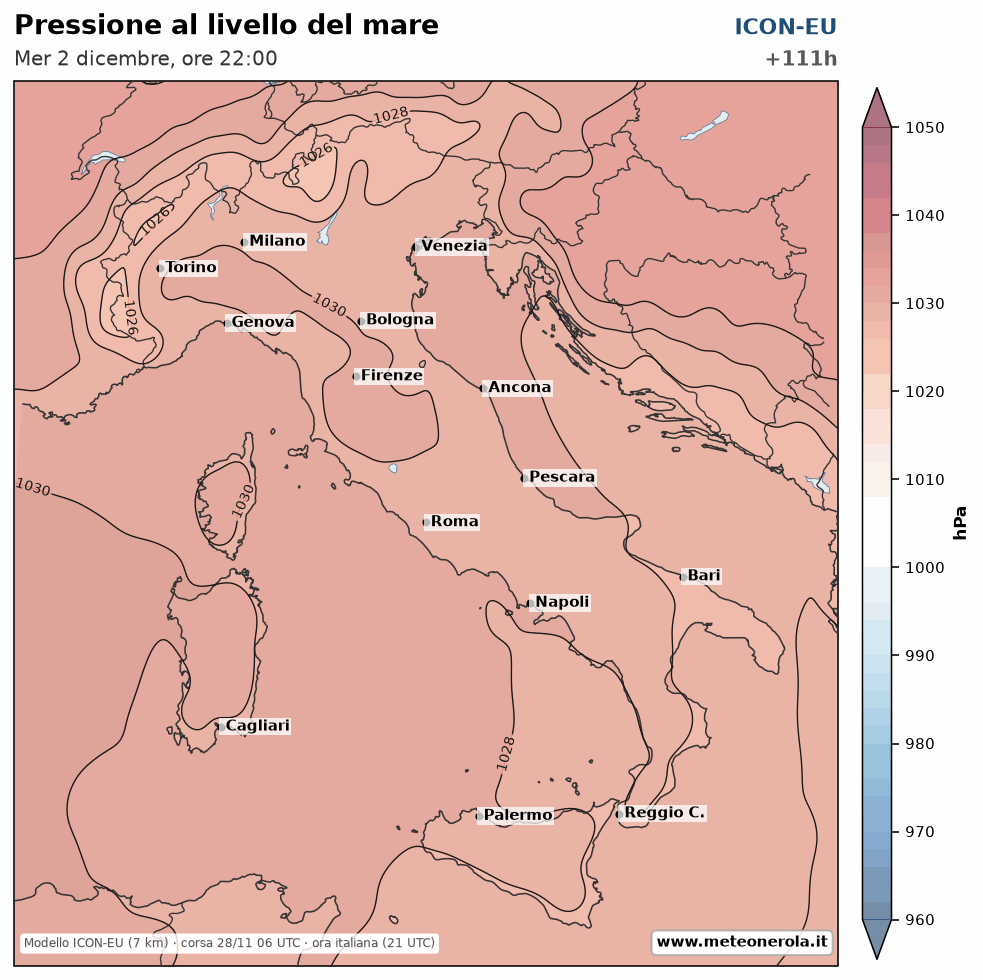 Pressione al livello del mare
ICON-EU
Mer 2 dicembre, ore 22:00
+111h
1028
1026
1026
Milano
Venezia
Torino
1030
1026
Genova
Bologna
Firenze
Ancona
1030
1030
Pescara
Roma
Bari
Napoli
Cagliari
1028
Palermo
Reggio C.
Modello ICON-EU (7 km) · corsa 28/11 06 UTC · ora italiana (21 UTC)
www.meteonerola.it
1050
1040
1030
1020
1010
1000
990
980
970
960
hPa